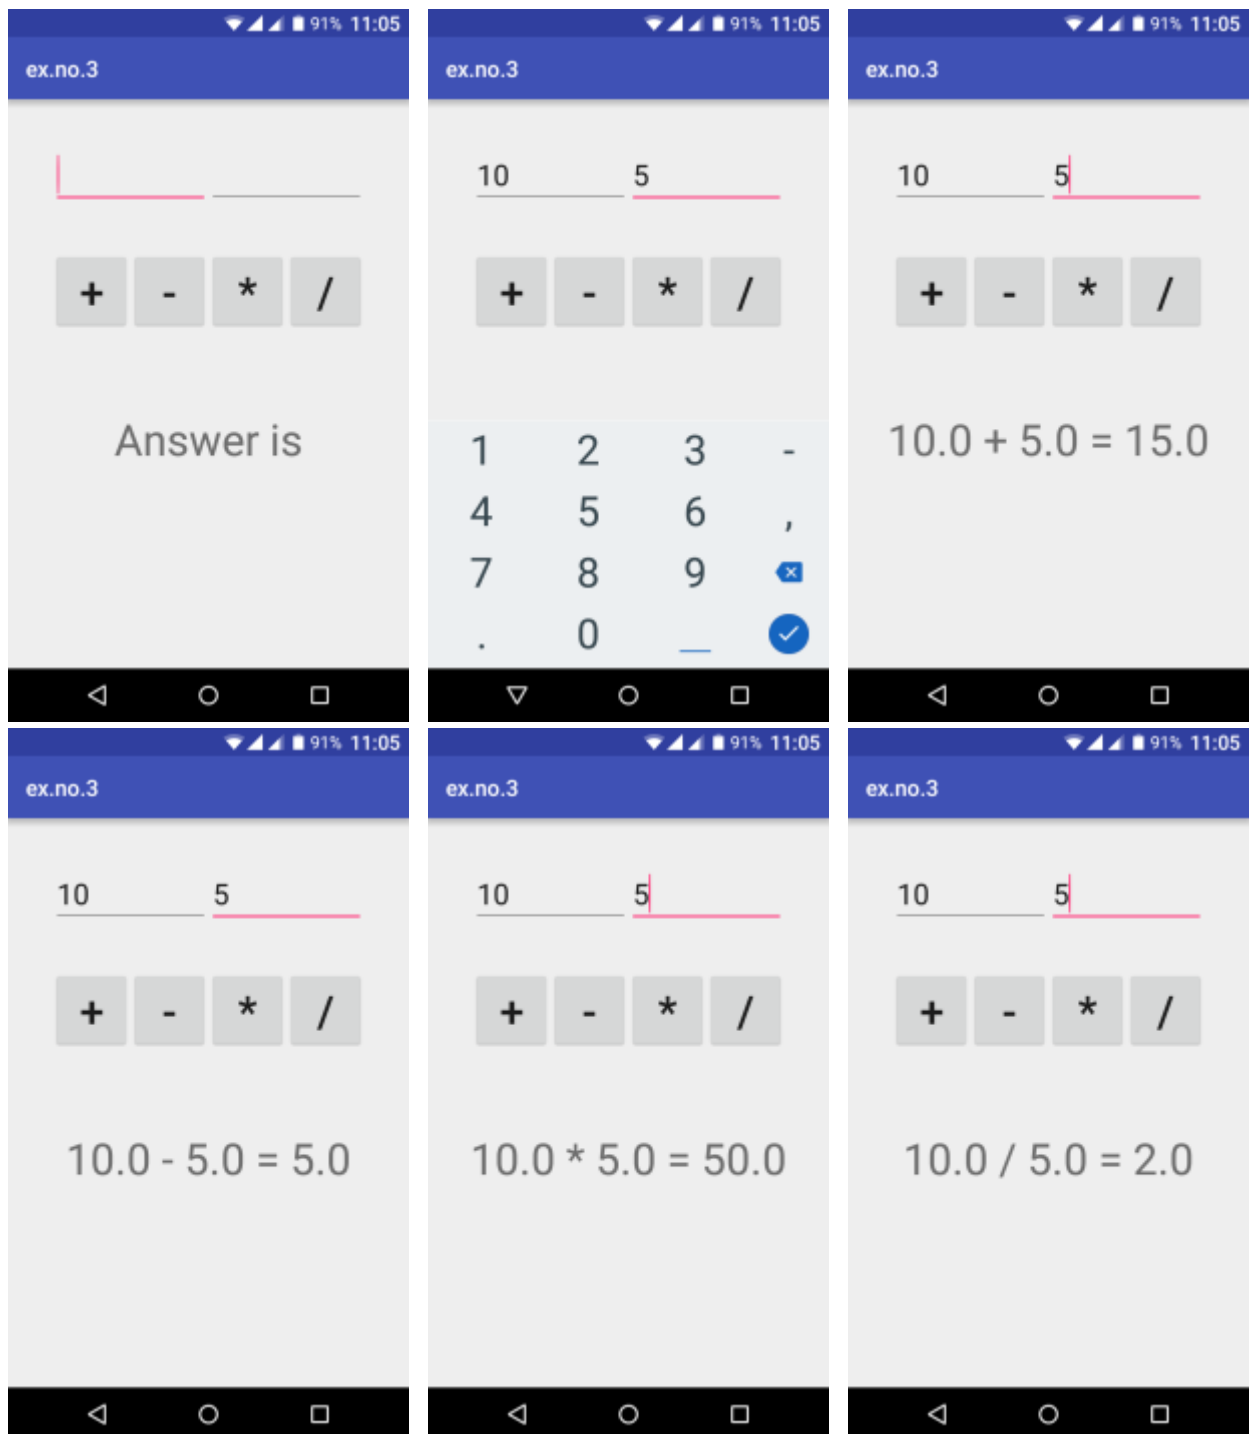 91% 11:05
ex.no.3
+ - * /
Answer is
91% 11:05
ex.no.3
10 5
+ - * /
1 2 3 -
4 5 6 ,
7 8 9
. 0 _
91% 11:05
ex.no.3
10 5
+ - * /
10.0 + 5.0 = 15.0
91% 11:05
ex.no.3
10 5
+ - * /
10.0 - 5.0 = 5.0
91% 11:05
ex.no.3
10 5
+ - * /
10.0 * 5.0 = 50.0
91% 11:05
ex.no.3
10 5
+ - * /
10.0 / 5.0 = 2.0